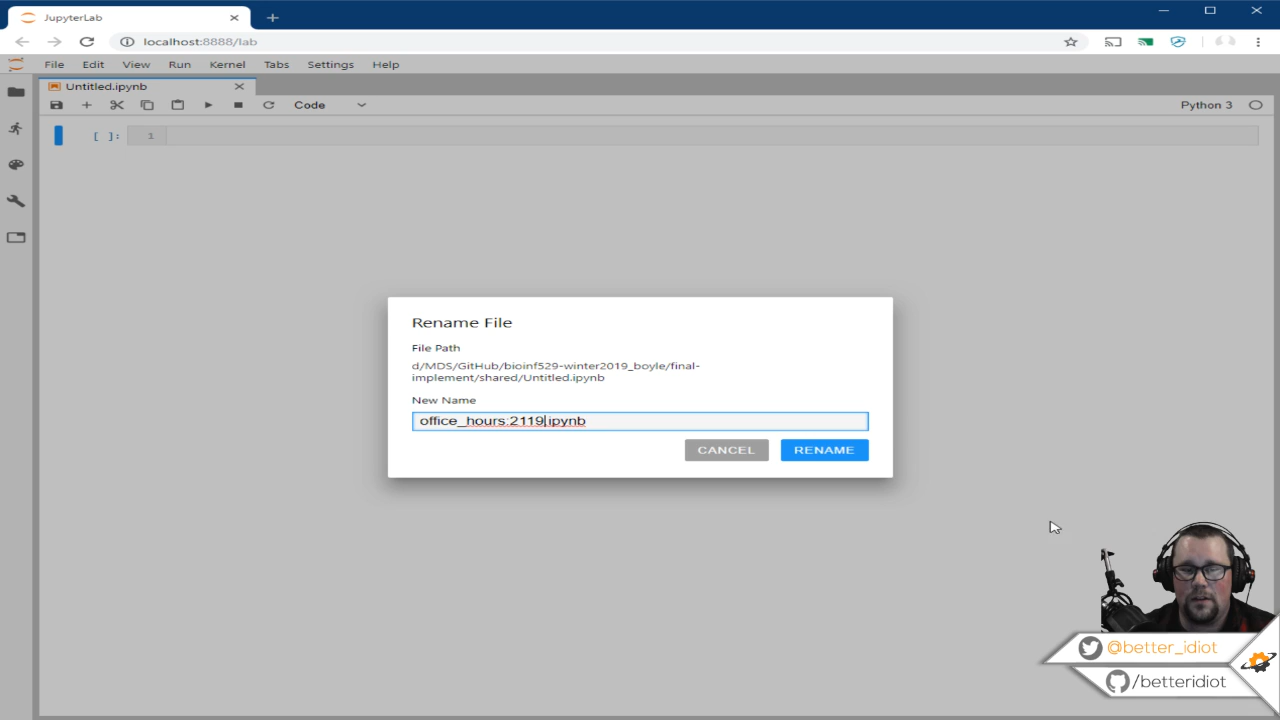 JupyterLab
localhost:8888/lab
File Edit View Run Kernel Tabs Settings Help
Untitled.ipynb
Code
Python 3
[ ]: 1
Rename File
File Path
d/MDS/GitHub/bioinf529-winter2019_boyle/final-
implement/shared/Untitled.ipynb
New Name
office_hours:2119.ipynb
CANCEL RENAME
@better_idiot
/betteridiot